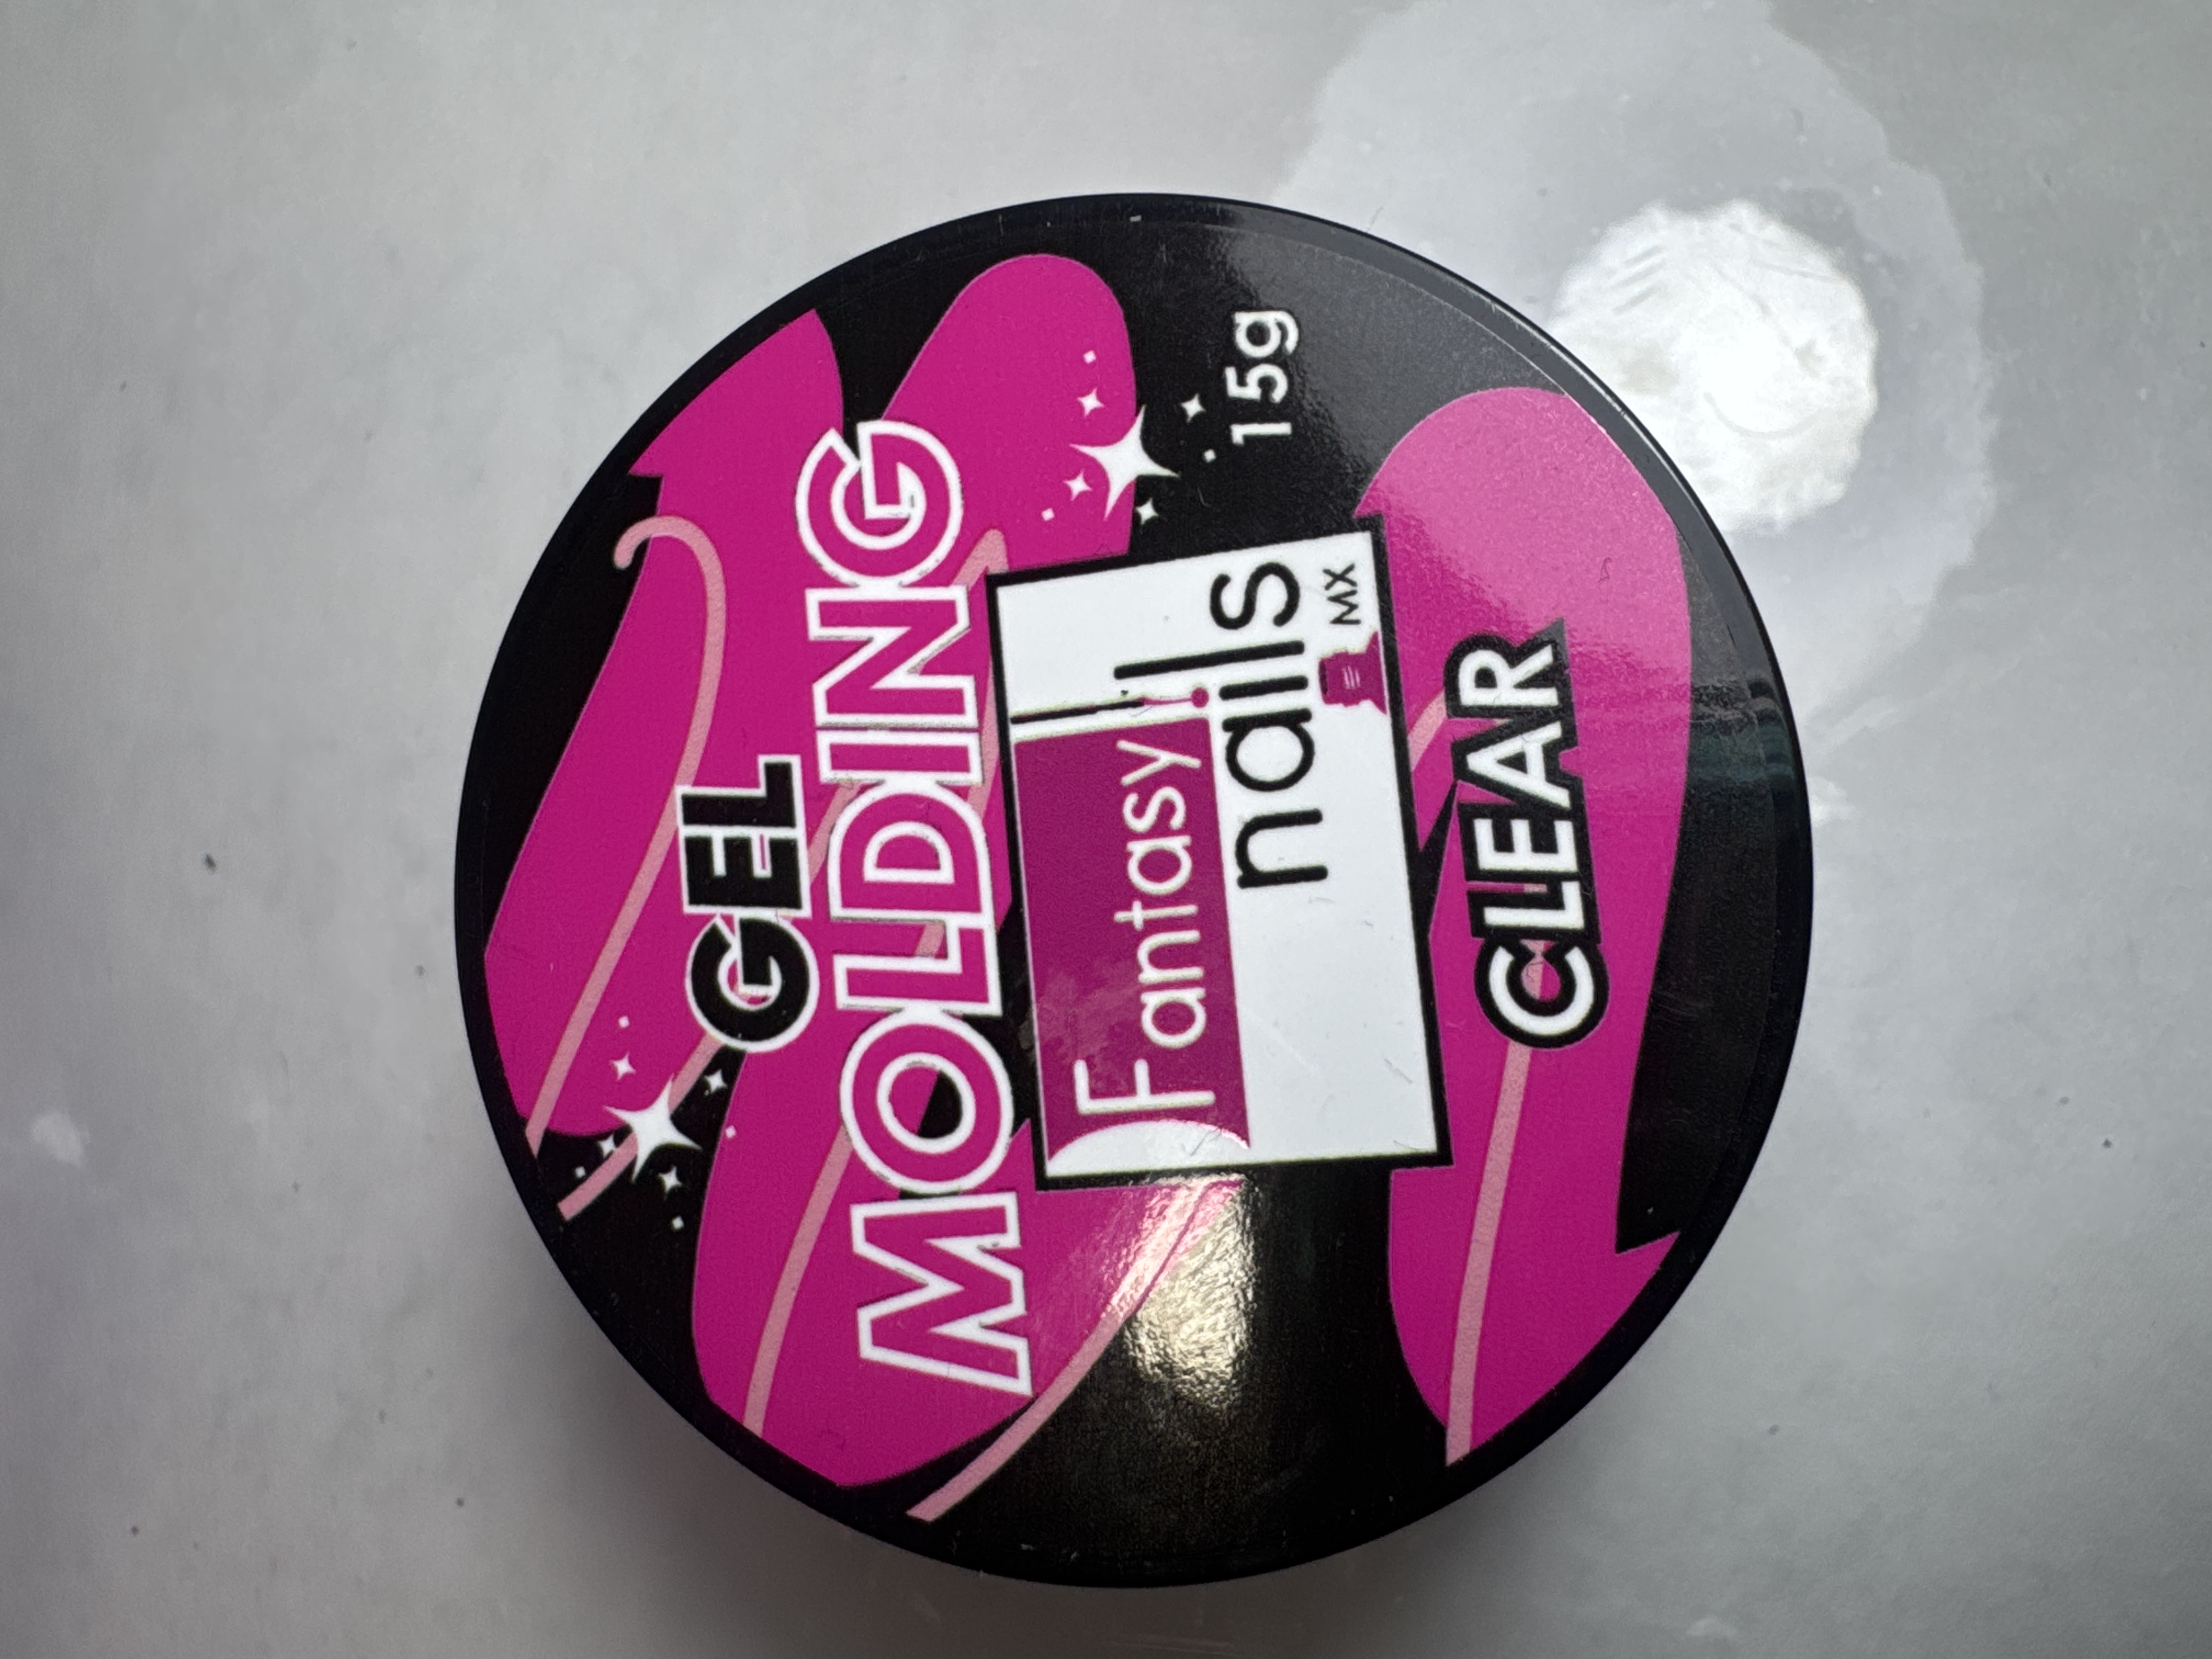 GEL
MOLDING
15g
Fantasy
nails
MX
CLEAR